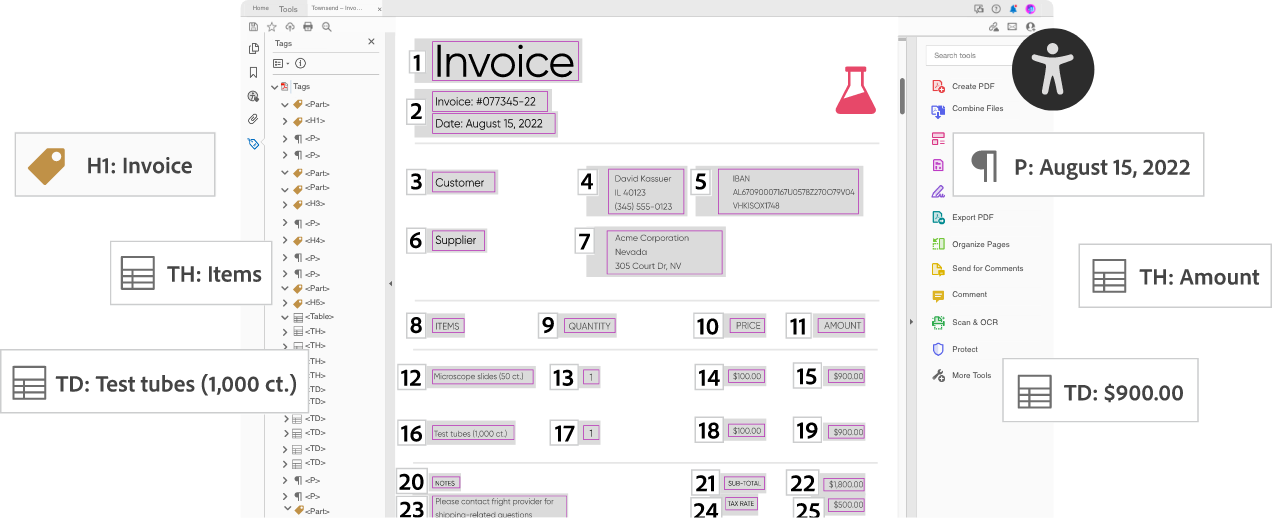 Home
Tools
Townsend – Invo...
Tags
Tags
<Part>
<H1>
<P>
<P>
<Part>
<Part>
<H3>
<P>
<H4>
<P>
<P>
<Part>
<H5>
<Table>
<TH>
<TH>
TH>
TD>
TD>
<TD>
<TD>
<TD>
<TD>
<P>
<P>
<Part>
H1: Invoice
TH: Items
TD: Test tubes (1,000 ct.)
1 Invoice
2
Invoice: #077345-22
Date: August 15, 2022
3 Customer
4
David Kassuer
IL 40123
(345) 555-0123
5
IBAN
AL67090007167U0578Z270O79V04
VHKISOX1748
6 Supplier
7
Acme Corporation
Nevada
305 Court Dr, NV
8 ITEMS 9 QUANTITY 10 PRICE 11 AMOUNT
12 Microscope slides (50 ct.) 13 1 14 $100.00 15 $900.00
16 Test tubes (1,000 ct.) 17 1 18 $100.00 19 $900.00
20 NOTES 21 SUB-TOTAL 22 $1,800.00
23 Please contact fright provider for
shipping-related questions
24 TAX RATE 25 $500.00
Search tools
Create PDF
Combine Files
Export PDF
Organize Pages
Send for Comments
Comment
Scan & OCR
Protect
More Tools
P: August 15, 2022
TH: Amount
TD: $900.00